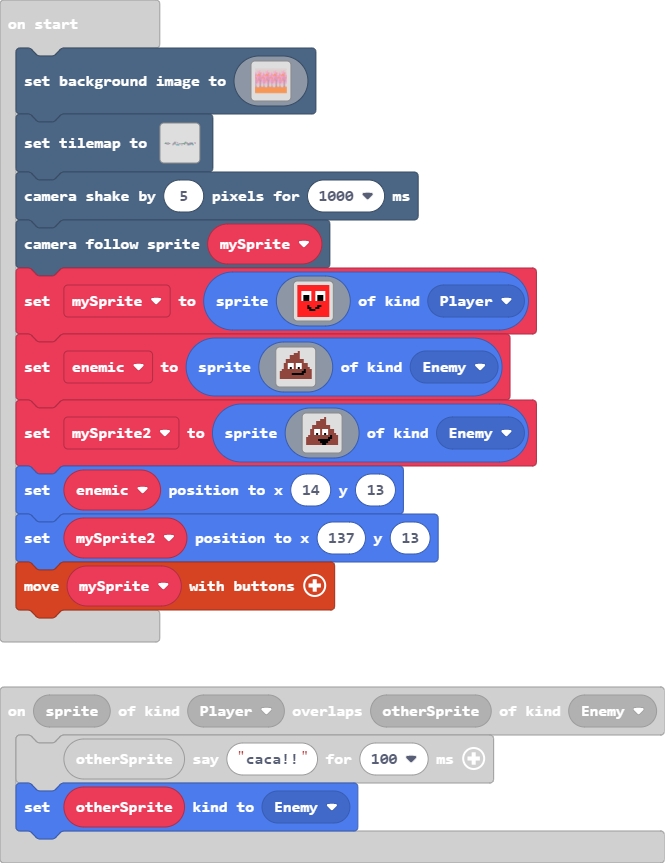 on start
set background image to
set tilemap to
camera shake by 5 pixels for 1000 ms
camera follow sprite mySprite
set mySprite to sprite of kind Player
set enemic to sprite of kind Enemy
set mySprite2 to sprite of kind Enemy
set enemic position to x 14 y 13
set mySprite2 position to x 137 y 13
move mySprite with buttons
on sprite of kind Player overlaps otherSprite of kind Enemy
otherSprite say "caca!!" for 100 ms
set otherSprite kind to Enemy